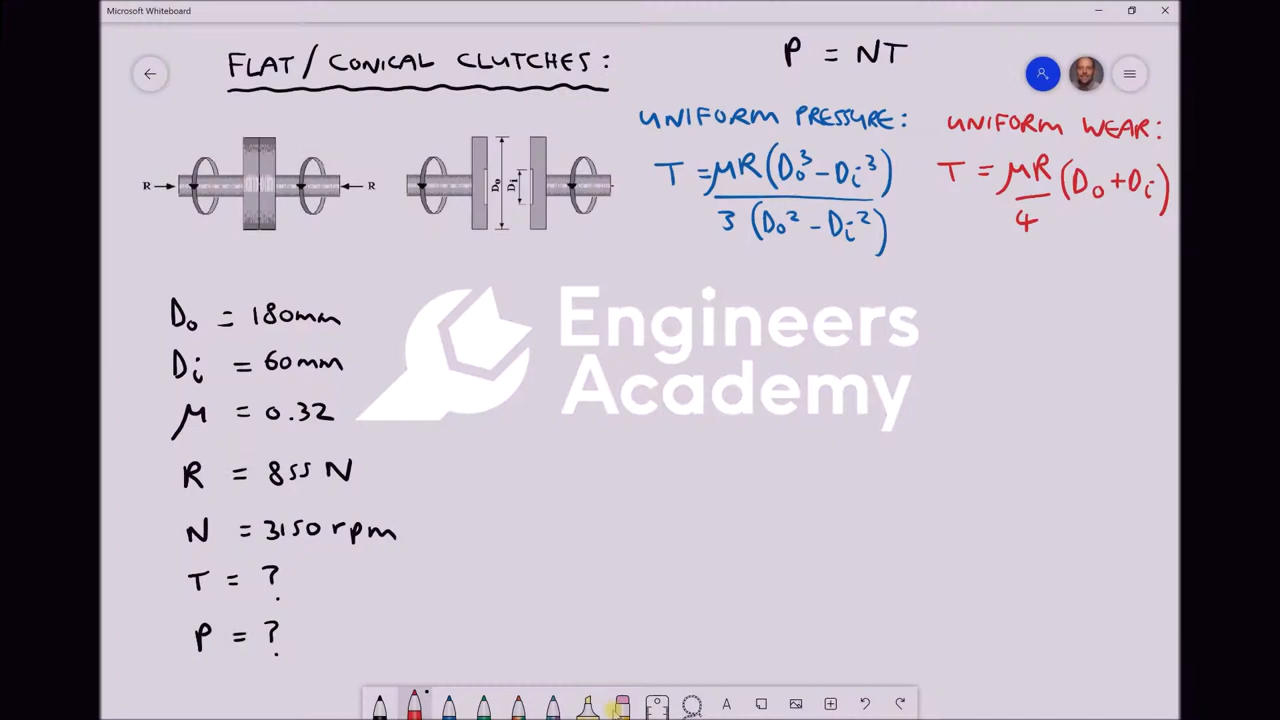 Microsoft Whiteboard
FLAT/CONICAL CLUTCHES:
P = NT
UNIFORM PRESSURE:
T = μR(Do³ - Di³)
3(Do² - Di²)
UNIFORM WEAR:
T = μR (Do + Di)
4
R
R
Do
Di
Engineers
Academy
Do = 180mm
Di = 60mm
μ = 0.32
R = 855 N
N = 3150 rpm
T = ?
P = ?
A